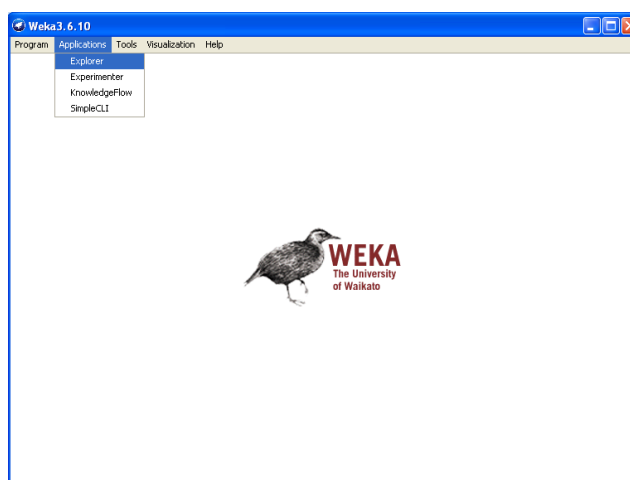 Weka3.6.10
Program Applications Tools Visualization Help
Explorer
Experimenter
KnowledgeFlow
SimpleCLI
WEKA
The University
of Waikato